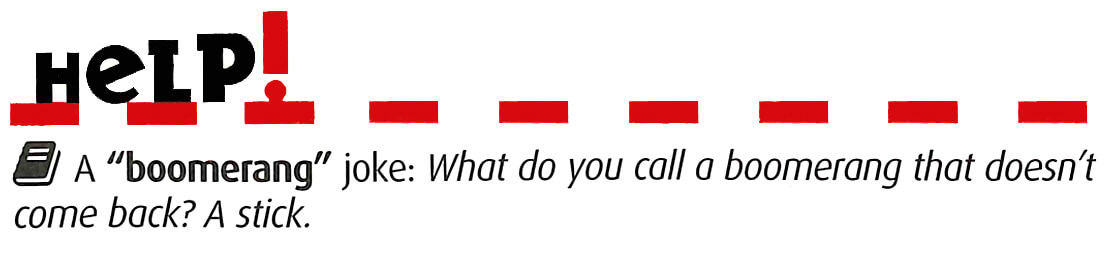 HeLP!
A “boomerang” joke: What do you call a boomerang that doesn’t
come back? A stick.